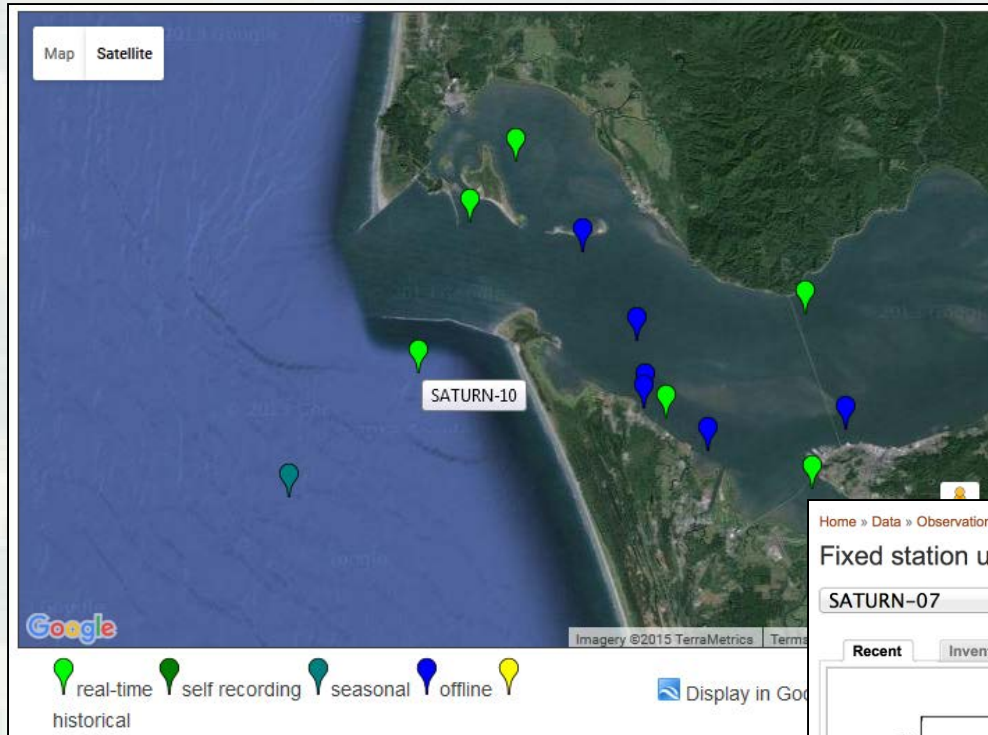 Map Satellite
SATURN-10
Google
Imagery ©2015 TerraMetrics Terms
real-time self recording seasonal offline
historical
Display in Goo
Home » Data » Observation
Fixed station u
SATURN-07
Recent Inven